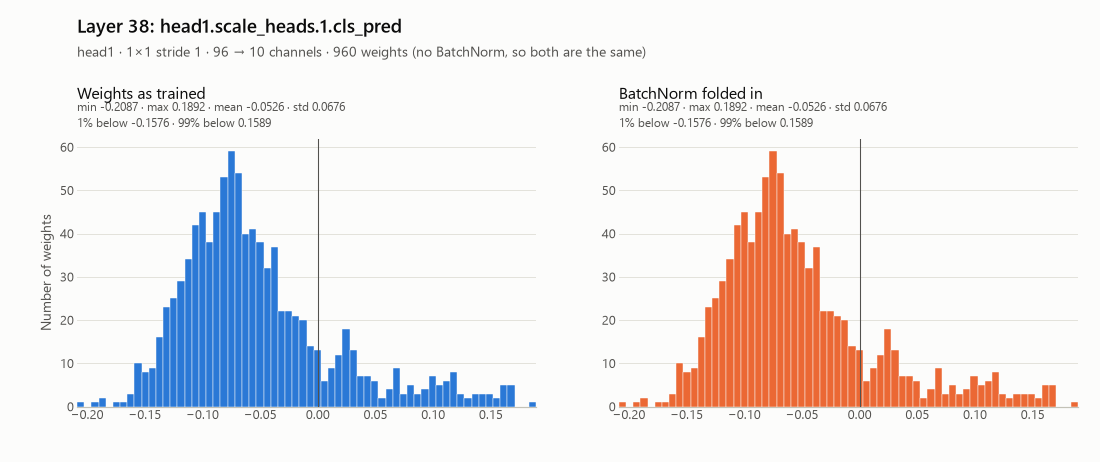 Layer 38: head1.scale_heads.1.cls_pred
head1 · 1×1 stride 1 · 96 → 10 channels · 960 weights (no BatchNorm, so both are the same)
Weights as trained
min -0.2087 · max 0.1892 · mean -0.0526 · std 0.0676
1% below -0.1576 · 99% below 0.1589
Number of weights
60
50
40
30
20
10
0
−0.20 −0.15 −0.10 −0.05 0.00 0.05 0.10 0.15
BatchNorm folded in
min -0.2087 · max 0.1892 · mean -0.0526 · std 0.0676
1% below -0.1576 · 99% below 0.1589
60
50
40
30
20
10
0
−0.20 −0.15 −0.10 −0.05 0.00 0.05 0.10 0.15